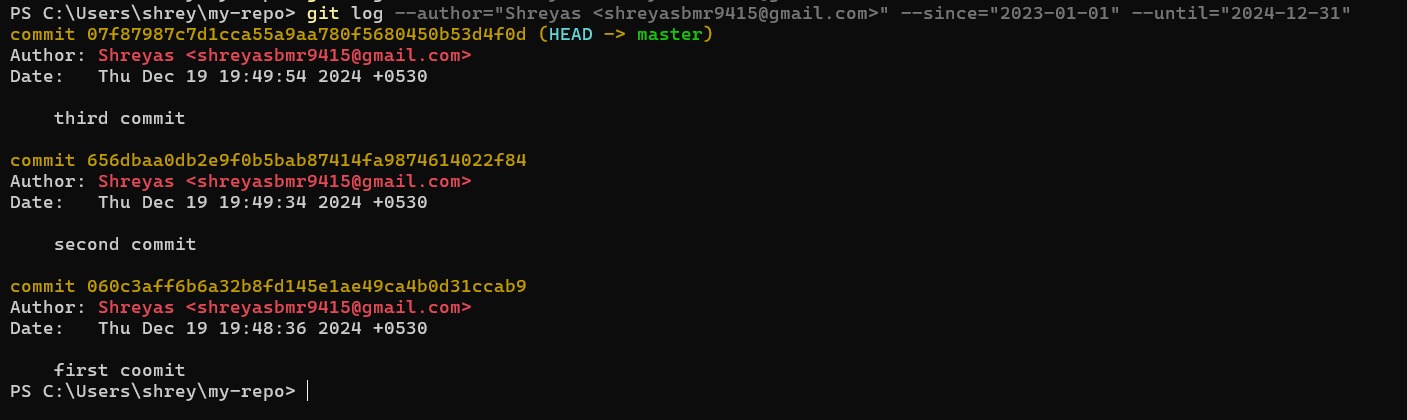 PS C:\Users\shrey\my-repo> git log --author="Shreyas <shreyasbmr9415@gmail.com>" --since="2023-01-01" --until="2024-12-31"
commit 07f87987c7d1cca55a9aa780f5680450b53d4f0d (HEAD -> master)
Author: Shreyas <shreyasbmr9415@gmail.com>
Date:   Thu Dec 19 19:49:54 2024 +0530
third commit
commit 656dbaa0db2e9f0b5bab87414fa9874614022f84
Author: Shreyas <shreyasbmr9415@gmail.com>
Date:   Thu Dec 19 19:49:34 2024 +0530
second commit
commit 060c3aff6b6a32b8fd145e1ae49ca4b0d31ccab9
Author: Shreyas <shreyasbmr9415@gmail.com>
Date:   Thu Dec 19 19:48:36 2024 +0530
first coomit
PS C:\Users\shrey\my-repo>